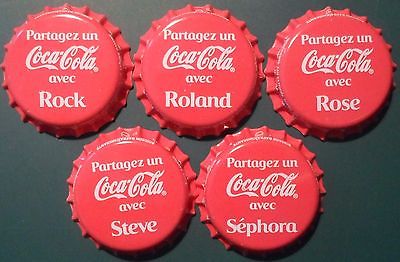 Partagez un
Coca-Cola®
avec
Rock
Partagez un
Coca-Cola®
avec
Roland
Partagez un
Coca-Cola®
avec
Rose
Partagez un
Coca-Cola®
avec
Steve
Partagez un
Coca-Cola®
avec
Séphora